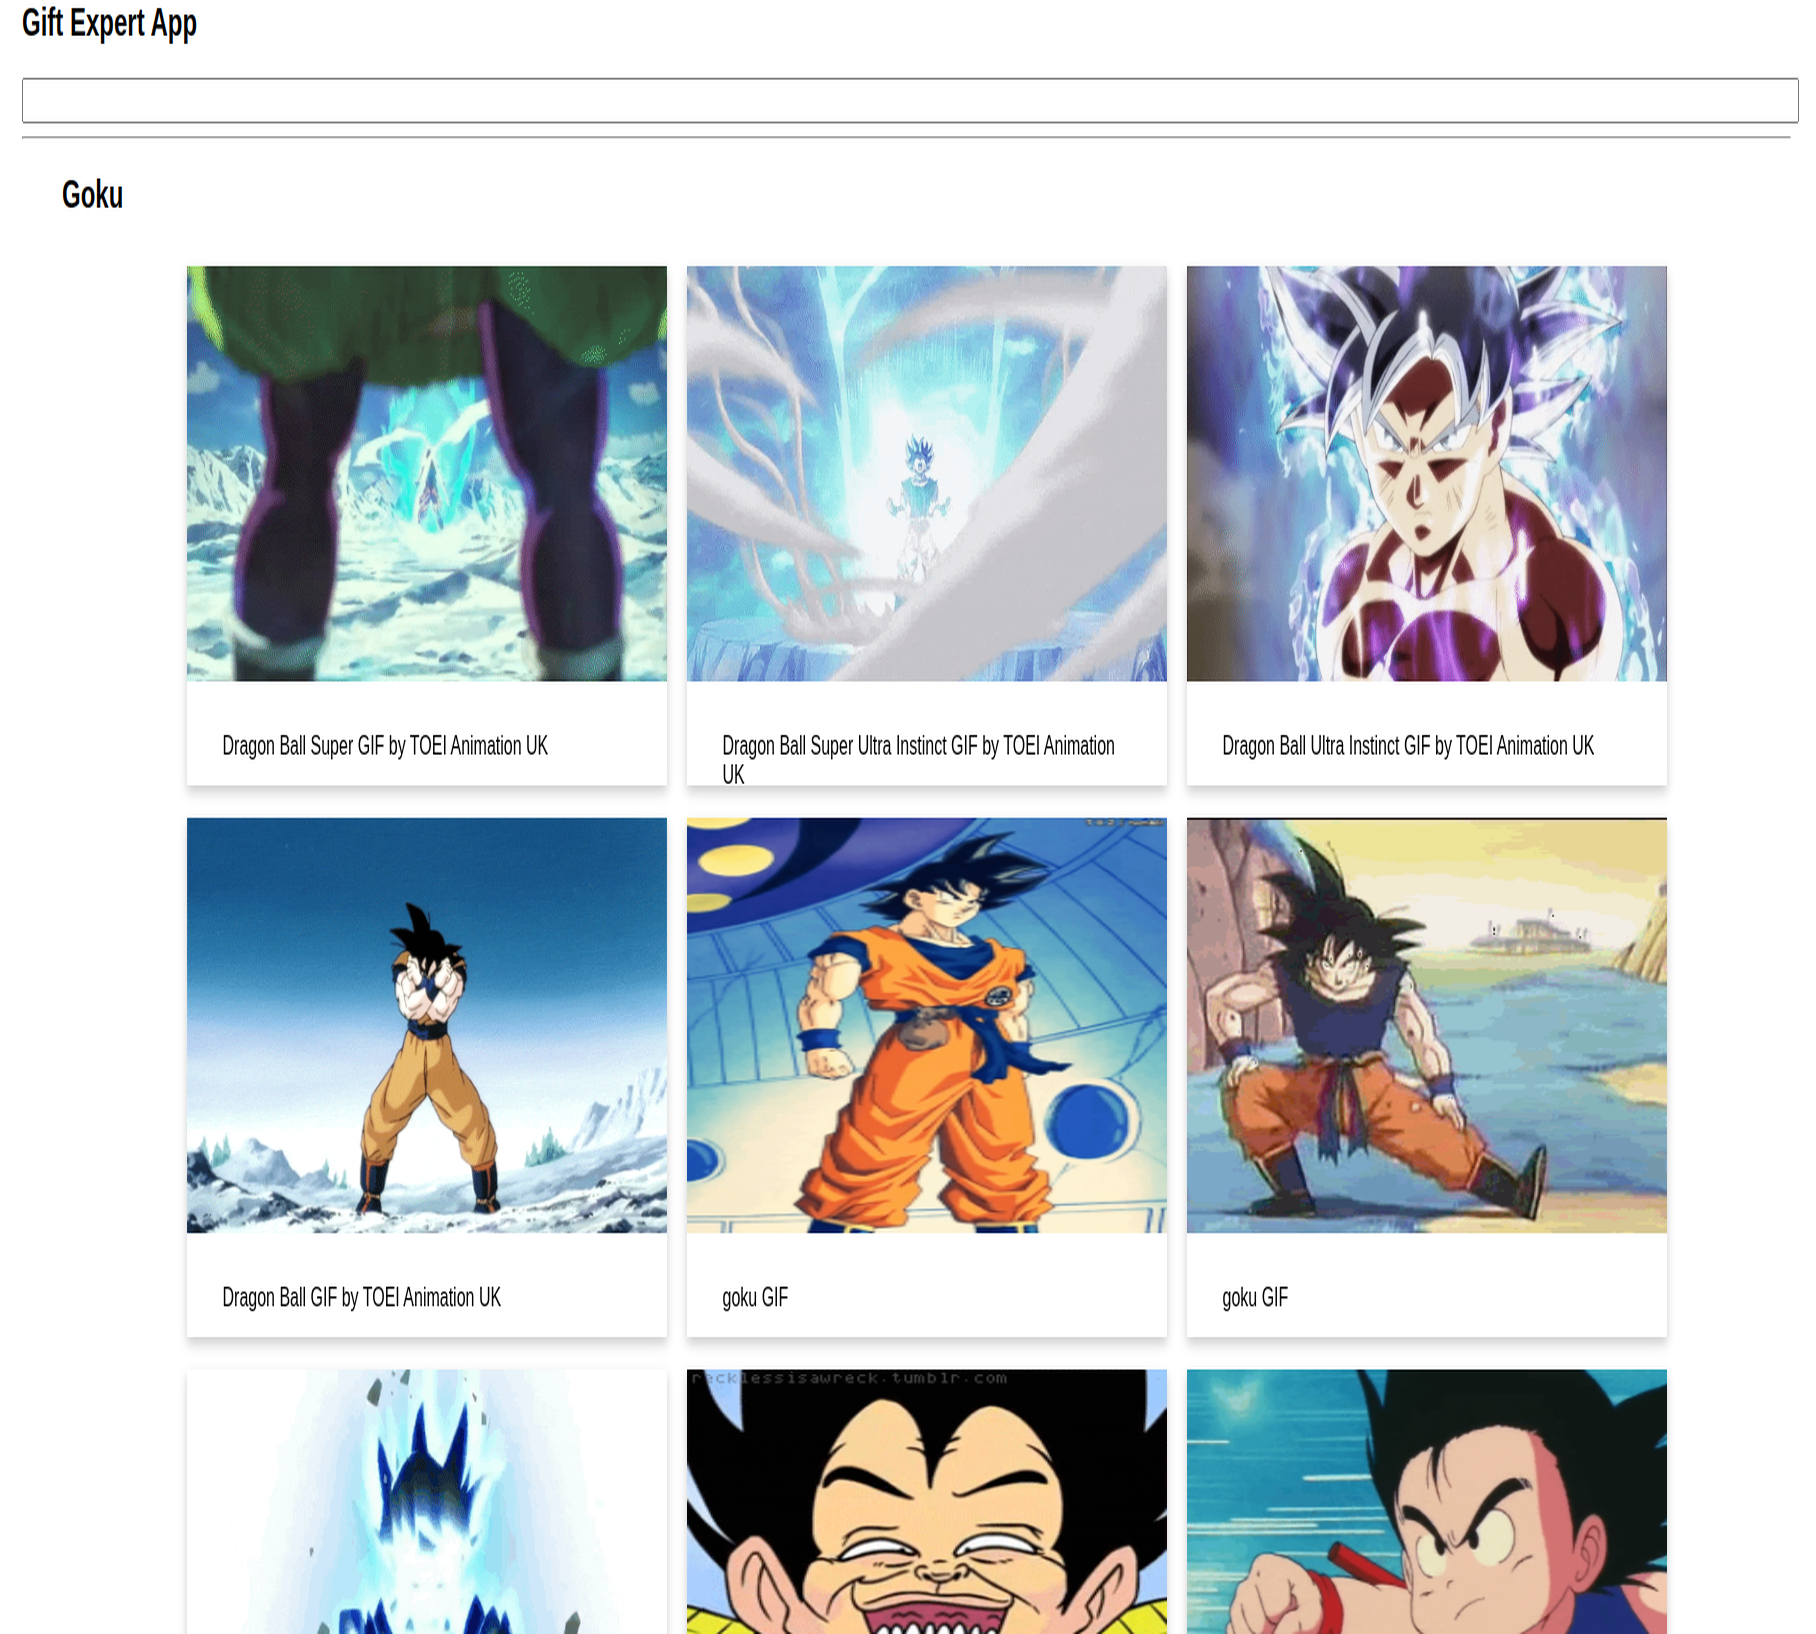 Gift Expert App
Goku
Dragon Ball Super GIF by TOEI Animation UK
Dragon Ball Super Ultra Instinct GIF by TOEI Animation
UK
Dragon Ball Ultra Instinct GIF by TOEI Animation UK
Dragon Ball GIF by TOEI Animation UK
goku GIF
goku GIF
recklessisawreck.tumblr.com